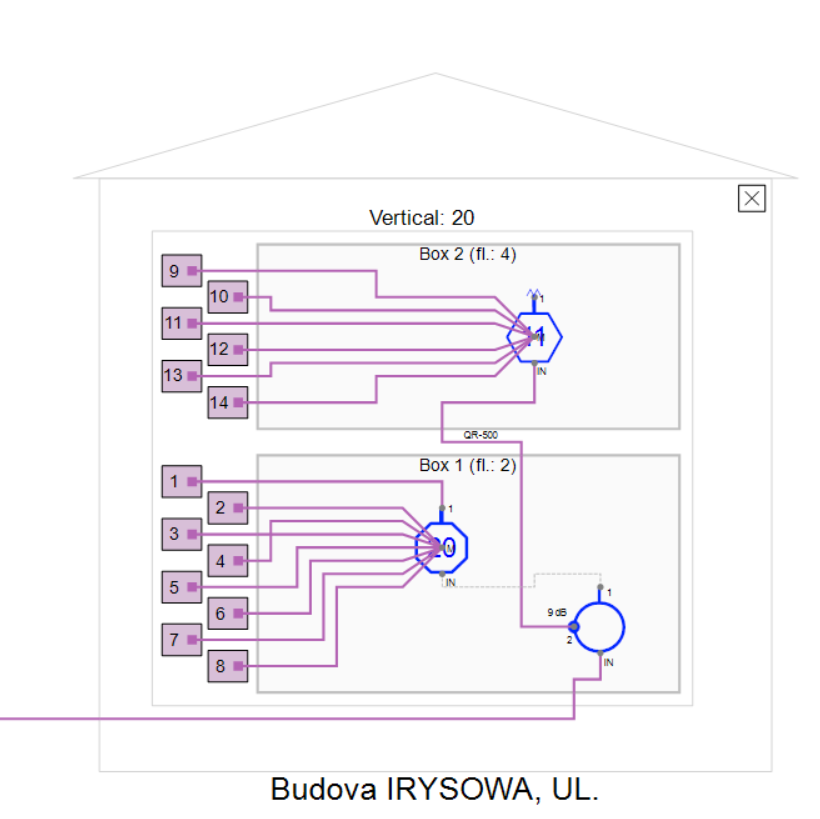 Vertical: 20
Box 2 (fl.: 4)
9
10
11
12
13
14
1
11
IN
QR-500
Box 1 (fl.: 2)
1
2
3
4
5
6
7
8
1
20
IN
9 dB
1
2
IN
Budova IRYSOWA, UL.